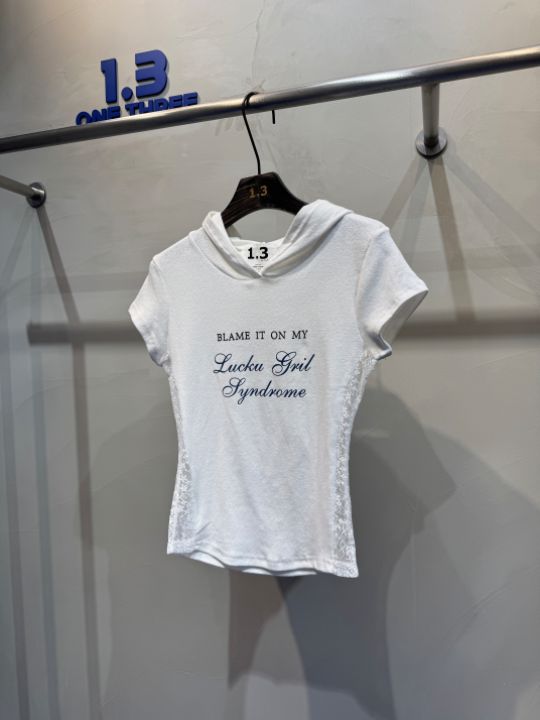 1.3
ONE THREE
1.3
1.3
BLAME IT ON MY
Lucku Gril
Syndrome